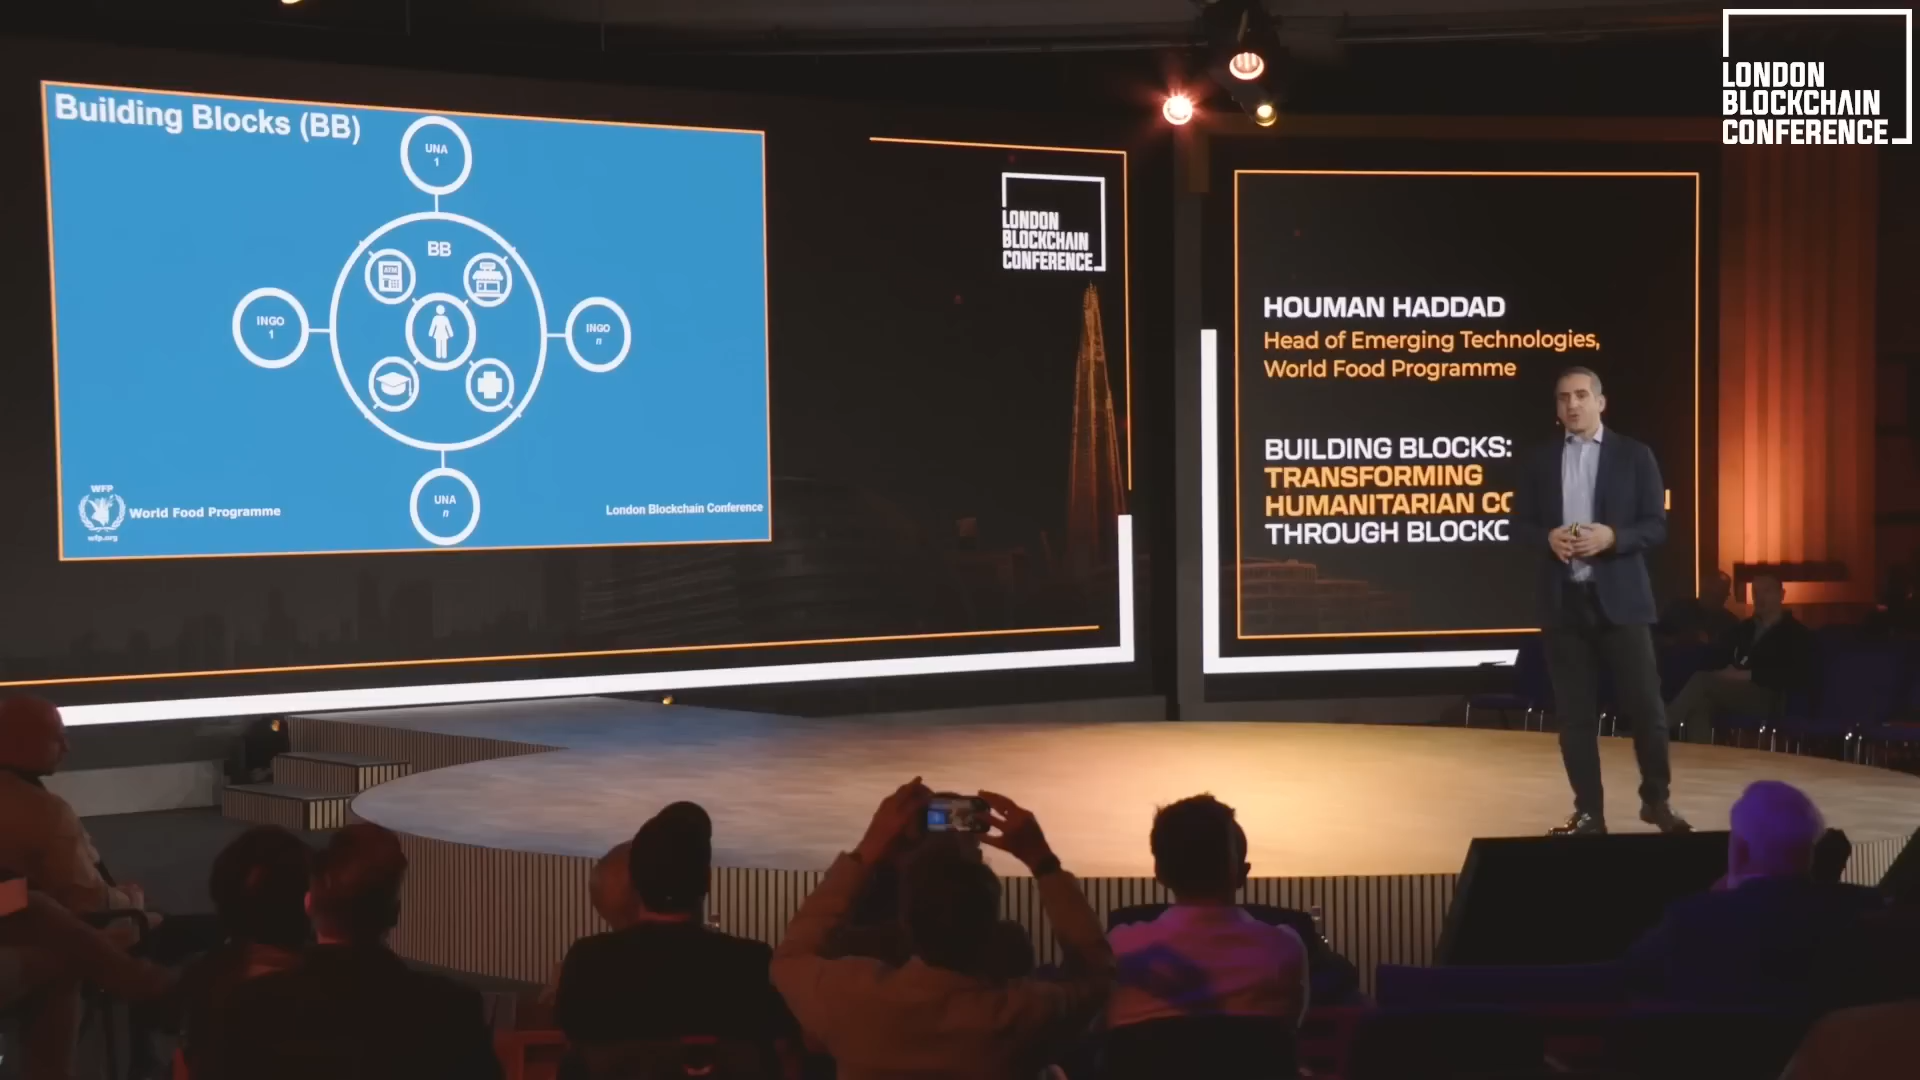 Building Blocks (BB)
UNA
1
BB
ATM
INGO
1
INGO
n
UNA
n
WFP
World Food Programme
wfp.org
London Blockchain Conference
LONDON
BLOCKCHAIN
CONFERENCE
HOUMAN HADDAD
Head of Emerging Technologies,
World Food Programme
BUILDING BLOCKS:
TRANSFORMING
HUMANITARIAN
THROUGH
LONDON
BLOCKCHAIN
CONFERENCE